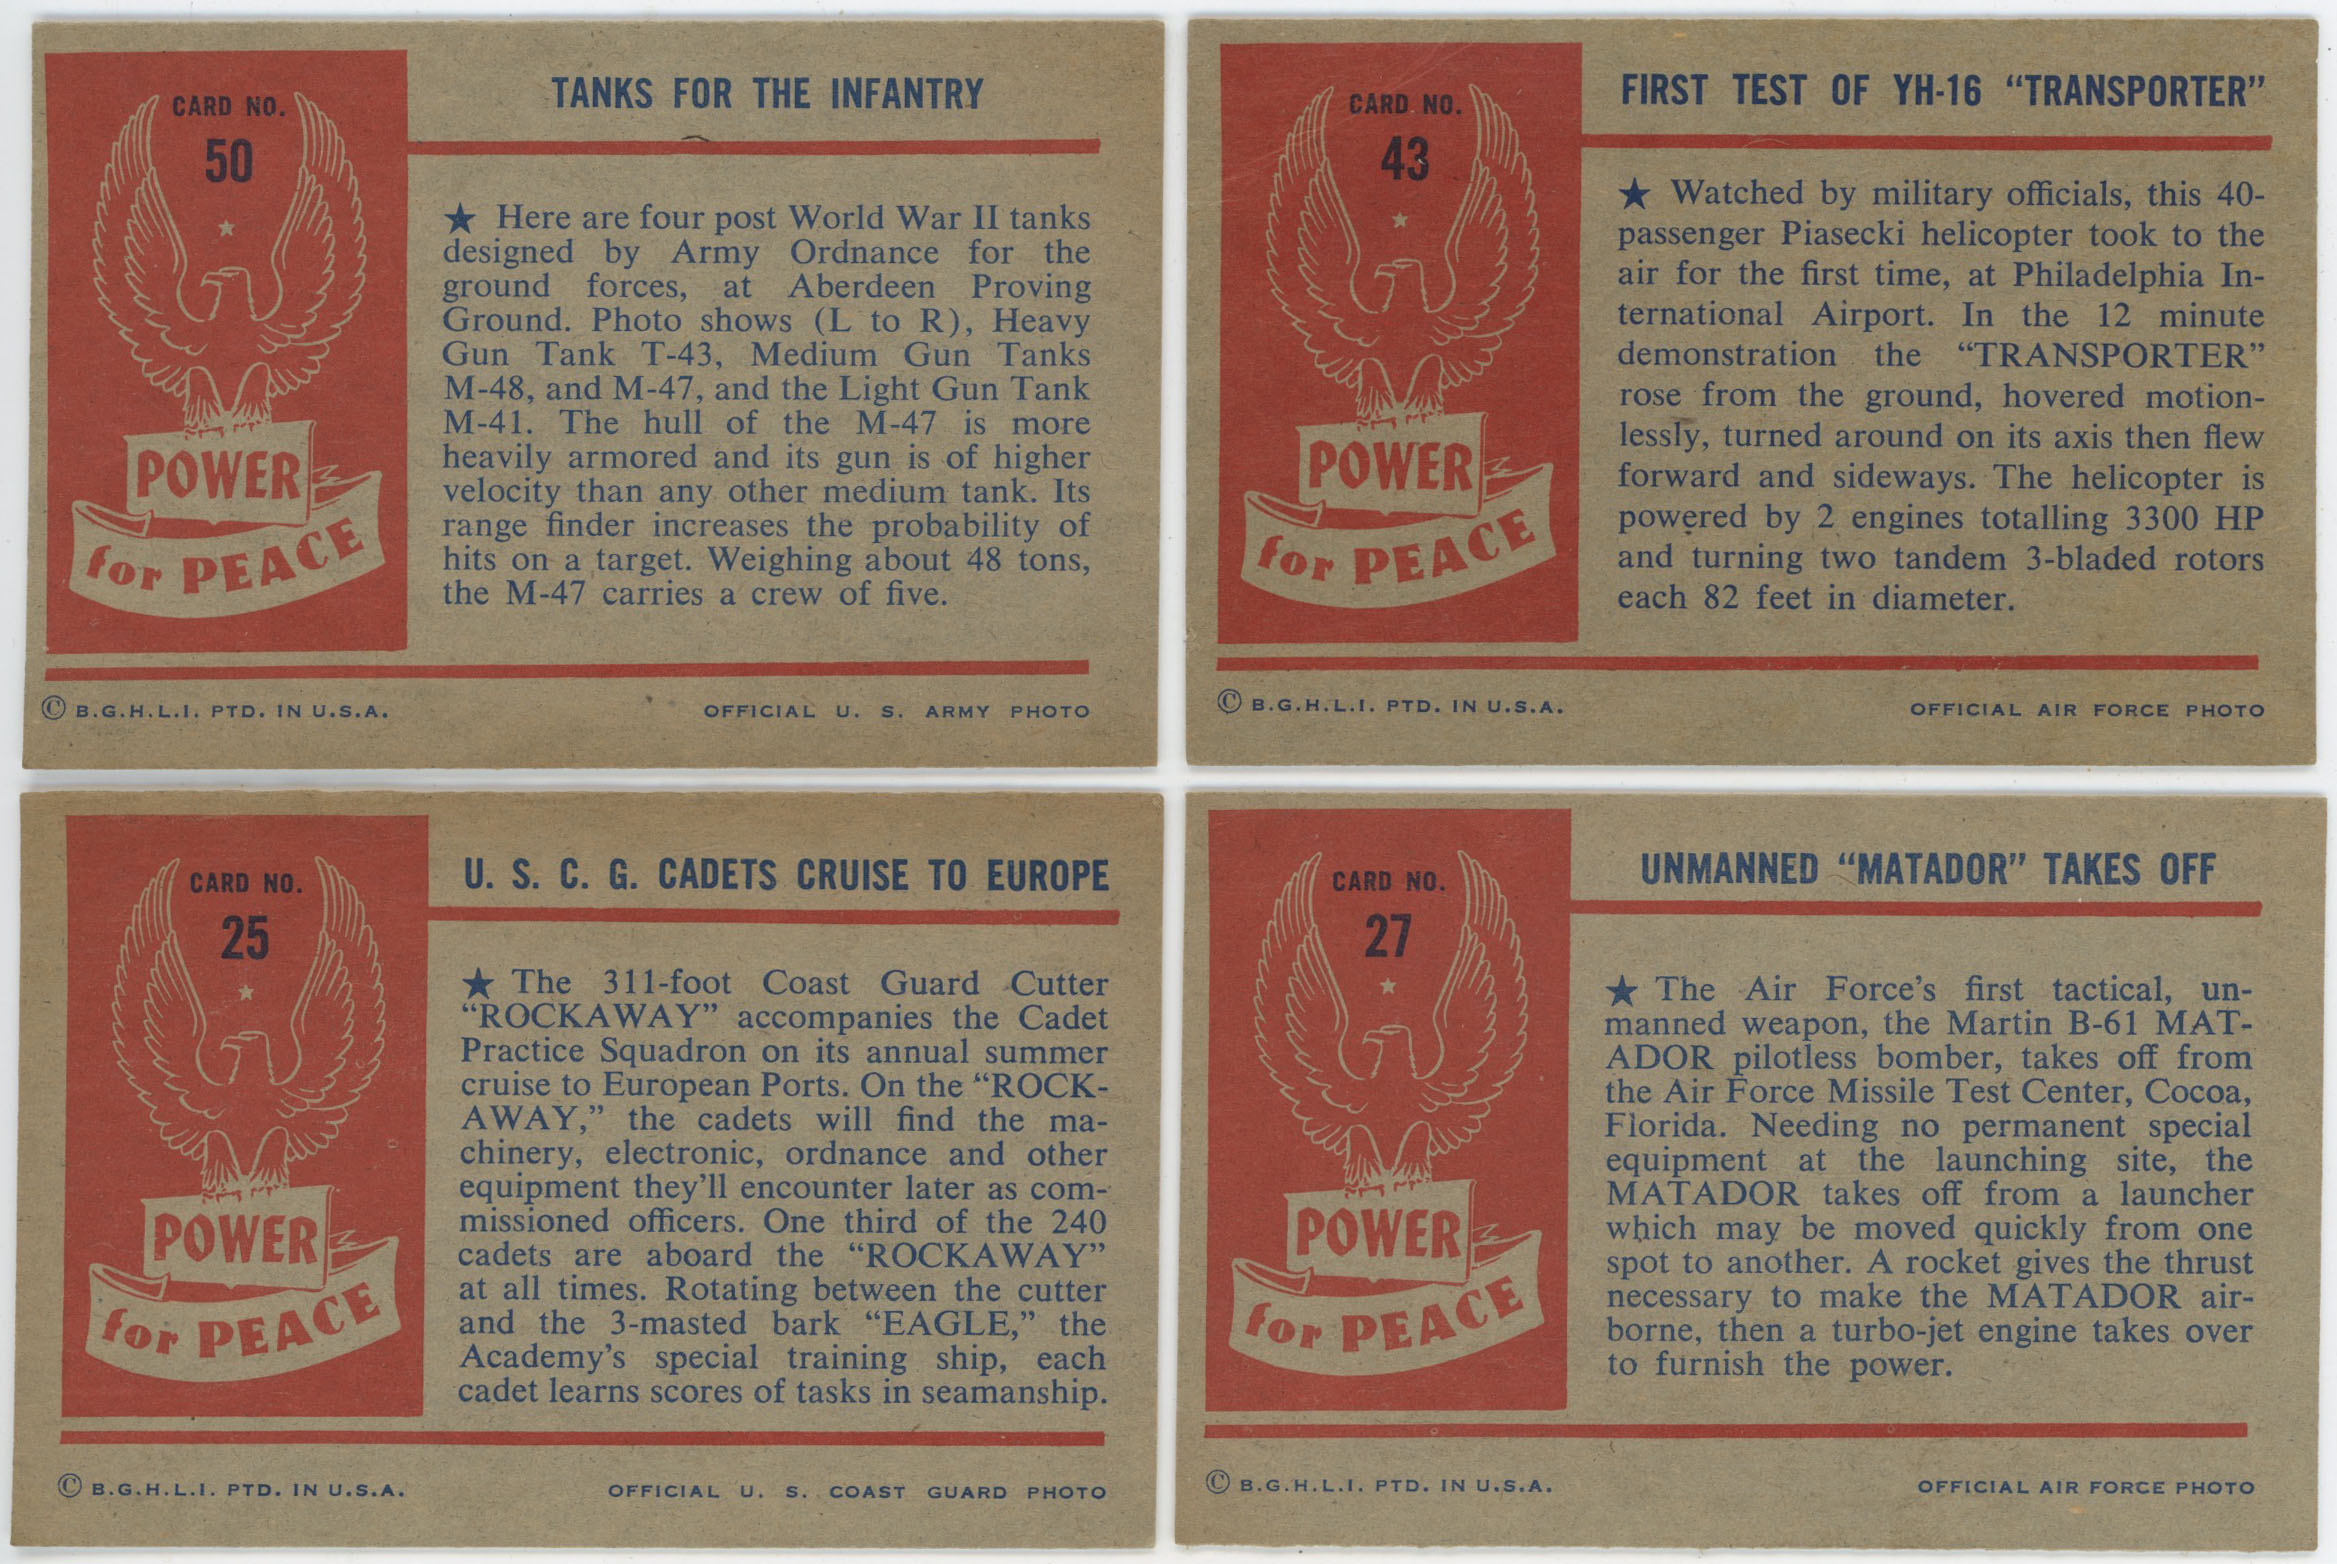 CARD NO.
50
POWER
for PEACE
TANKS FOR THE INFANTRY
★ Here are four post World War II tanks
designed by Army Ordnance for the
ground forces, at Aberdeen Proving
Ground. Photo shows (L to R), Heavy
Gun Tank T-43, Medium Gun Tanks
M-48, and M-47, and the Light Gun Tank
M-41. The hull of the M-47 is more
heavily armored and its gun is of higher
velocity than any other medium tank. Its
range finder increases the probability of
hits on a target. Weighing about 48 tons,
the M-47 carries a crew of five.
© B.G.H.L.I. PTD. IN U.S.A.
OFFICIAL U. S. ARMY PHOTO
CARD NO.
43
POWER
for PEACE
FIRST TEST OF YH-16 “TRANSPORTER”
★ Watched by military officials, this 40-
passenger Piasecki helicopter took to the
air for the first time, at Philadelphia In-
ternational Airport. In the 12 minute
demonstration the “TRANSPORTER”
rose from the ground, hovered motion-
lessly, turned around on its axis then flew
forward and sideways. The helicopter is
powered by 2 engines totalling 3300 HP
and turning two tandem 3-bladed rotors
each 82 feet in diameter.
© B.G.H.L.I. PTD. IN U.S.A.
OFFICIAL AIR FORCE PHOTO
CARD NO.
25
POWER
for PEACE
U. S. C. G. CADETS CRUISE TO EUROPE
★ The 311-foot Coast Guard Cutter
“ROCKAWAY” accompanies the Cadet
Practice Squadron on its annual summer
cruise to European Ports. On the “ROCK-
AWAY,” the cadets will find the ma-
chinery, electronic, ordnance and other
equipment they’ll encounter later as com-
missioned officers. One third of the 240
cadets are aboard the “ROCKAWAY”
at all times. Rotating between the cutter
and the 3-masted bark “EAGLE,” the
Academy’s special training ship, each
cadet learns scores of tasks in seamanship.
© B.G.H.L.I. PTD. IN U.S.A.
OFFICIAL U. S. COAST GUARD PHOTO
CARD NO.
27
POWER
for PEACE
UNMANNED “MATADOR” TAKES OFF
★ The Air Force’s first tactical, un-
manned weapon, the Martin B-61 MAT-
ADOR pilotless bomber, takes off from
the Air Force Missile Test Center, Cocoa,
Florida. Needing no permanent special
equipment at the launching site, the
MATADOR takes off from a launcher
which may be moved quickly from one
spot to another. A rocket gives the thrust
necessary to make the MATADOR air-
borne, then a turbo-jet engine takes over
to furnish the power.
© B.G.H.L.I. PTD. IN U.S.A.
OFFICIAL AIR FORCE PHOTO